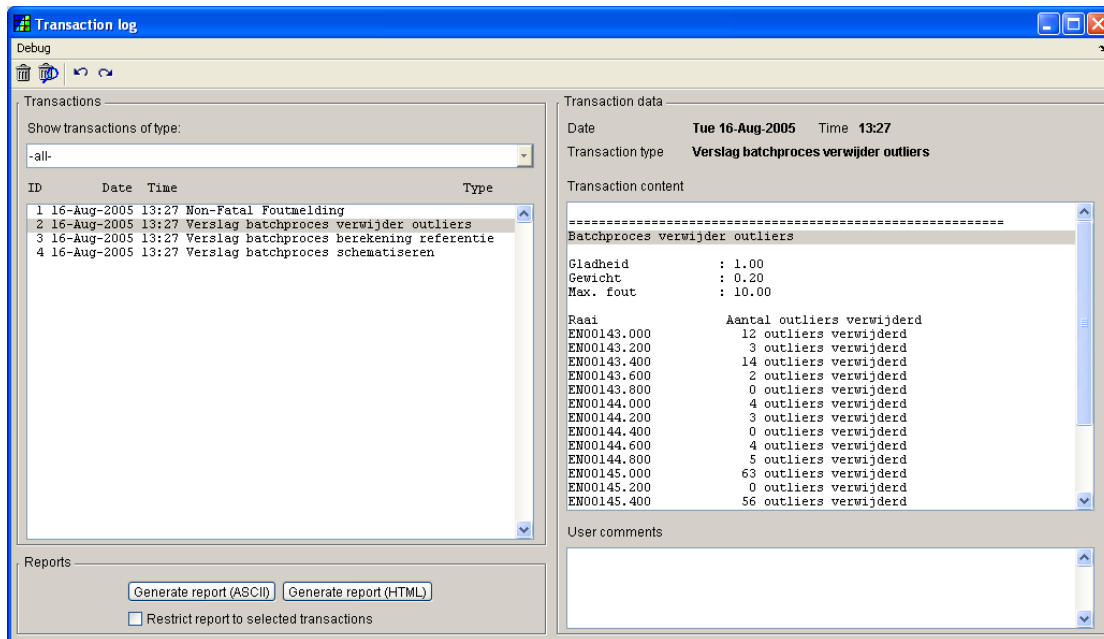 Transaction log
Debug
Transactions
Show transactions of type:
-all-
ID Date Time Type
1 16-Aug-2005 13:27 Non-Fatal Foutmelding
2 16-Aug-2005 13:27 Verslag batchproces verwijder outliers
3 16-Aug-2005 13:27 Verslag batchproces berekening referentie
4 16-Aug-2005 13:27 Verslag batchproces schematiseren
Reports
Generate report (ASCII) Generate report (HTML)
Restrict report to selected transactions
Transaction data
Date Tue 16-Aug-2005 Time 13:27
Transaction type Verslag batchproces verwijder outliers
Transaction content
==========================================================
Batchproces verwijder outliers
Gladheid : 1.00
Gewicht : 0.20
Max. fout : 10.00
Raai Aantal outliers verwijderd
EN00143.000 12 outliers verwijderd
EN00143.200 3 outliers verwijderd
EN00143.400 14 outliers verwijderd
EN00143.600 2 outliers verwijderd
EN00143.800 0 outliers verwijderd
EN00144.000 4 outliers verwijderd
EN00144.200 3 outliers verwijderd
EN00144.400 0 outliers verwijderd
EN00144.600 4 outliers verwijderd
EN00144.800 5 outliers verwijderd
EN00145.000 63 outliers verwijderd
EN00145.200 0 outliers verwijderd
EN00145.400 56 outliers verwijderd
User comments